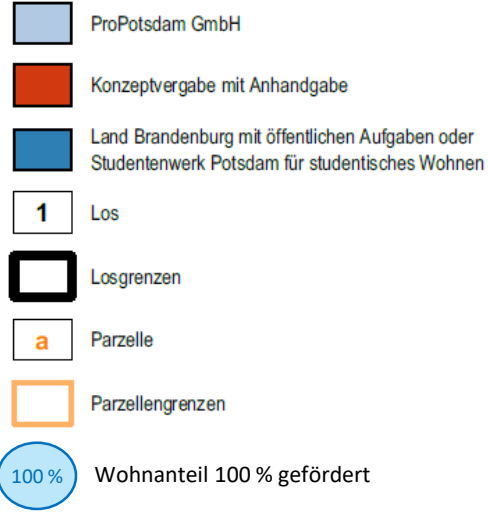 ProPotsdam GmbH
Konzeptvergabe mit Anhandgabe
Land Brandenburg mit öffentlichen Aufgaben oder
Studentenwerk Potsdam für studentisches Wohnen
1 Los
Losgrenzen
a Parzelle
Parzellengrenzen
100 % Wohnanteil 100 % gefördert